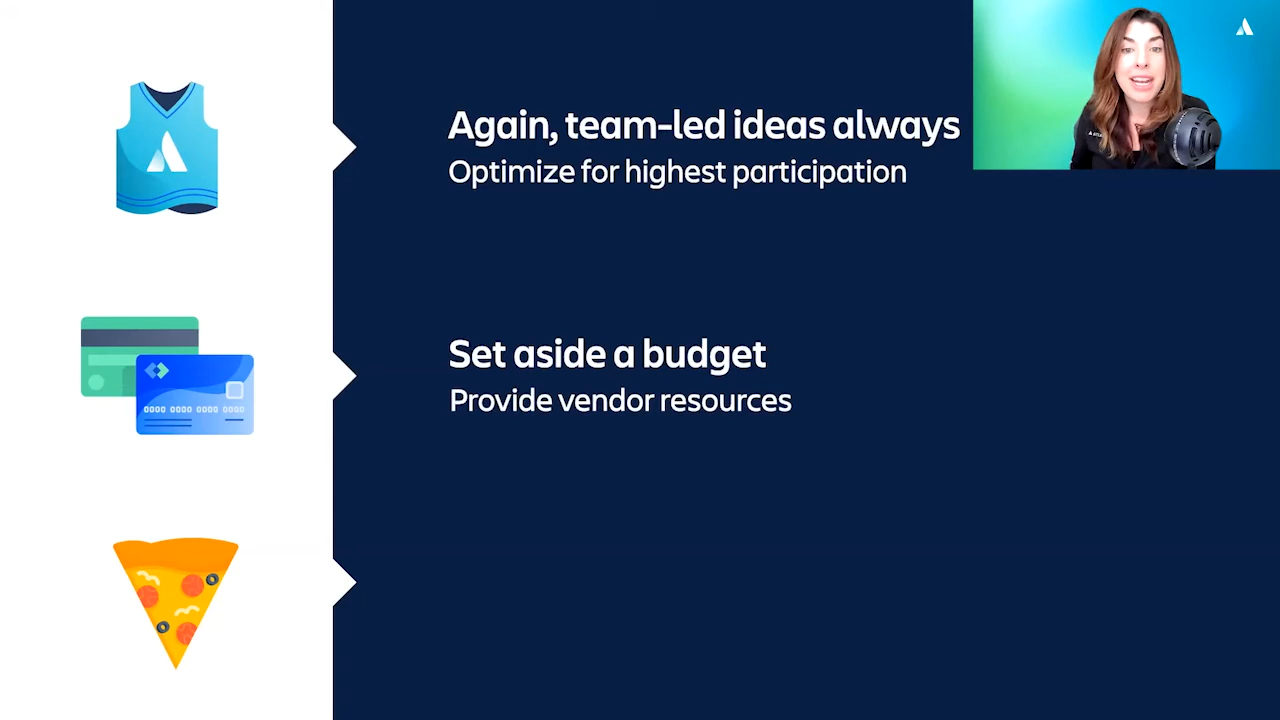 Again, team-led ideas always
Optimize for highest participation
Set aside a budget
Provide vendor resources